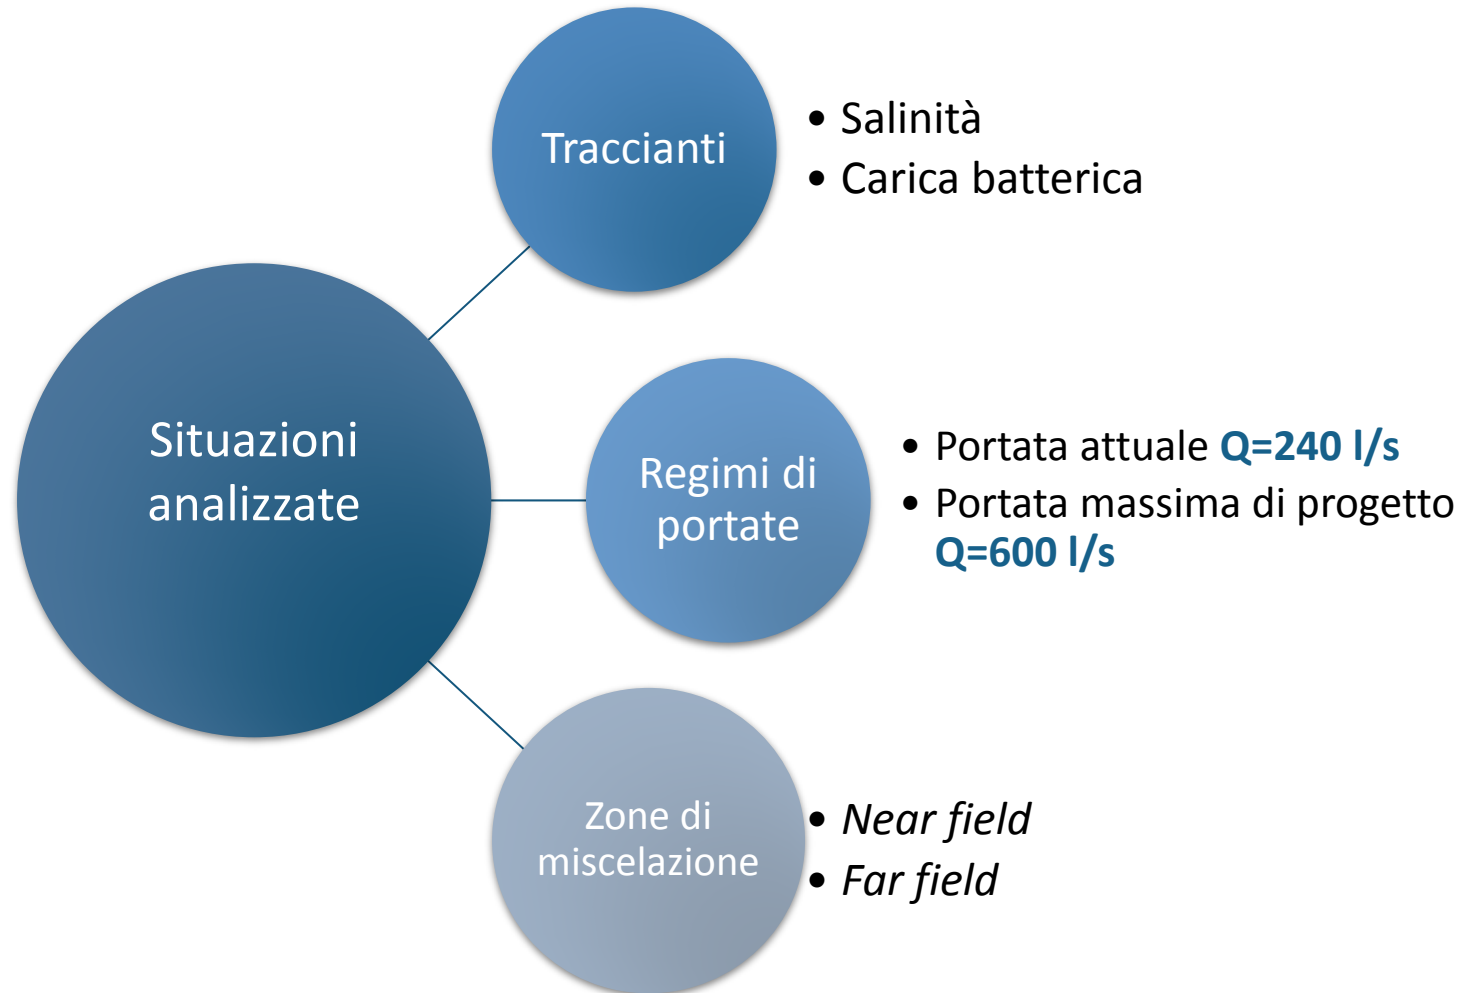 Traccianti
• Salinità
• Carica batterica
Situazioni
analizzate
Regimi di
portate
• Portata attuale Q=240 l/s
• Portata massima di progetto
Q=600 l/s
Zone di
miscelazione
• Near field
• Far field